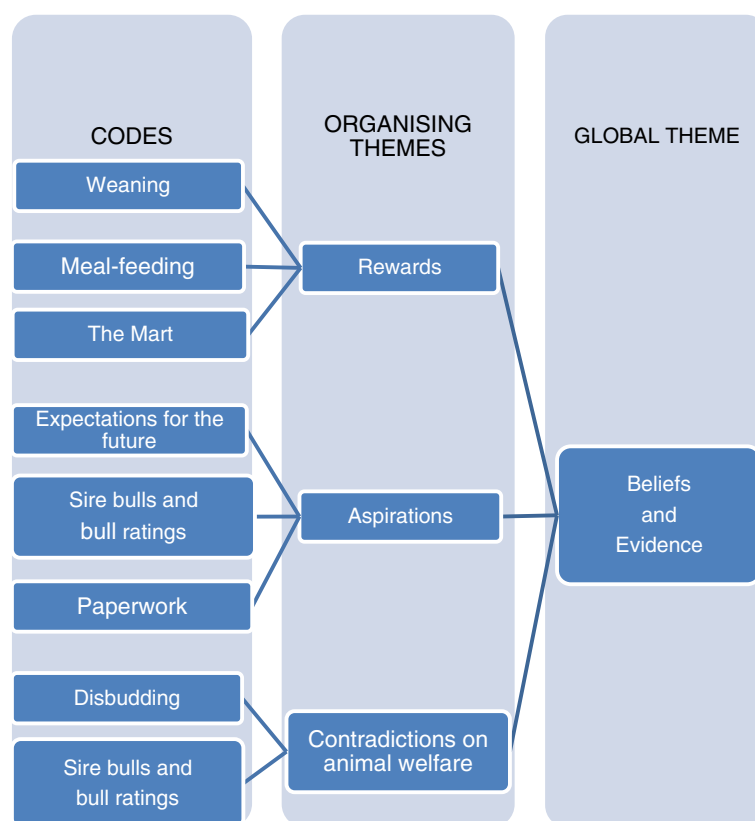 CODES
Weaning
Meal-feeding
The Mart
Expectations for the
future
Sire bulls and
bull ratings
Paperwork
Disbudding
Sire bulls and
bull ratings
ORGANISING
THEMES
Rewards
Aspirations
Contradictions on
animal welfare
GLOBAL THEME
Beliefs
and
Evidence